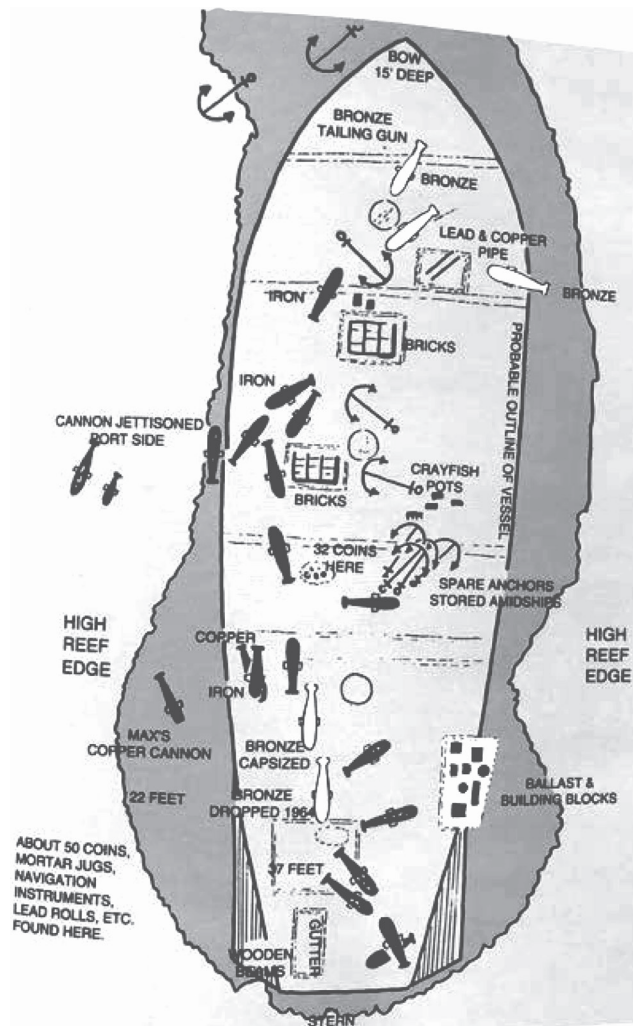 BOW
15' DEEP
BRONZE
TAILING GUN
BRONZE
LEAD & COPPER
PIPE
BRONZE
IRON
BRICKS
PROBABLE OUTLINE OF VESSEL
IRON
CANNON JETTISONED
PORT SIDE
CRAYFISH
POTS
BRICKS
32 COINS
HERE
SPARE ANCHORS
STORED AMIDSHIPS
HIGH
REEF
EDGE
HIGH
REEF
EDGE
COPPER
IRON
MAX'S
COPPER CANNON
BRONZE
CAPSIZED
22 FEET
BRONZE
DROPPED 1964
BALLAST &
BUILDING BLOCKS
ABOUT 50 COINS,
MORTAR JUGS,
NAVIGATION
INSTRUMENTS,
LEAD ROLLS, ETC.
FOUND HERE.
37 FEET
GUTTER
WOODEN
BEAMS
STERN